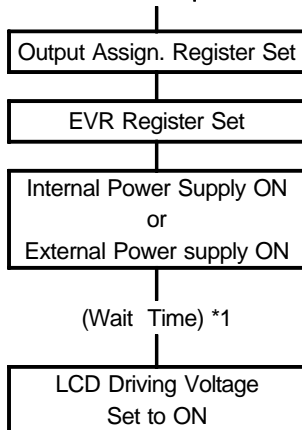 Output Assign. Register Set
EVR Register Set
Internal Power Supply ON
or
External Power supply ON
(Wait Time) *1
LCD Driving Voltage
Set to ON